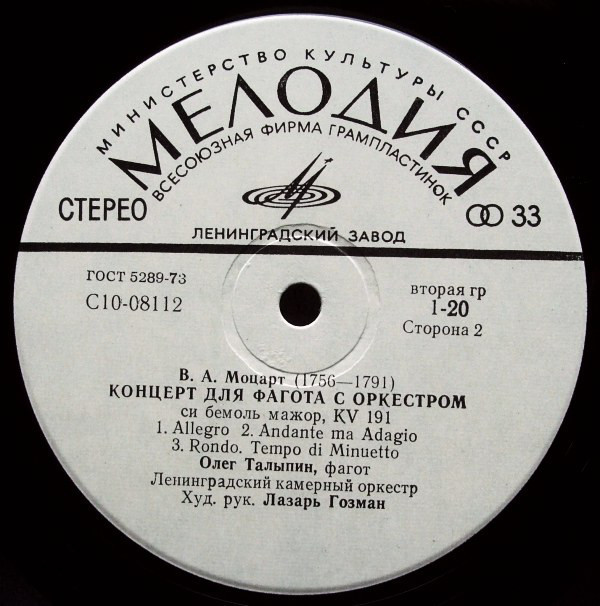 МИНИСТЕРСТВО КУЛЬТУРЫ СССР
МЕЛОДИЯ
ВСЕСОЮЗНАЯ ФИРМА ГРАМПЛАСТИНОК
СТЕРЕО
33
ЛЕНИНГРАДСКИЙ ЗАВОД
ГОСТ 5289-73
С10-08112
вторая гр
1-20
Сторона 2
В. А. Моцарт (1756—1791)
КОНЦЕРТ ДЛЯ ФАГОТА С ОРКЕСТРОМ
си бемоль мажор, KV 191
1. Allegro 2. Andante ma Adagio
3. Rondo. Tempo di Minuetto
Олег Талыпин, фагот
Ленинградский камерный оркестр
Худ. рук. Лазарь Гозман